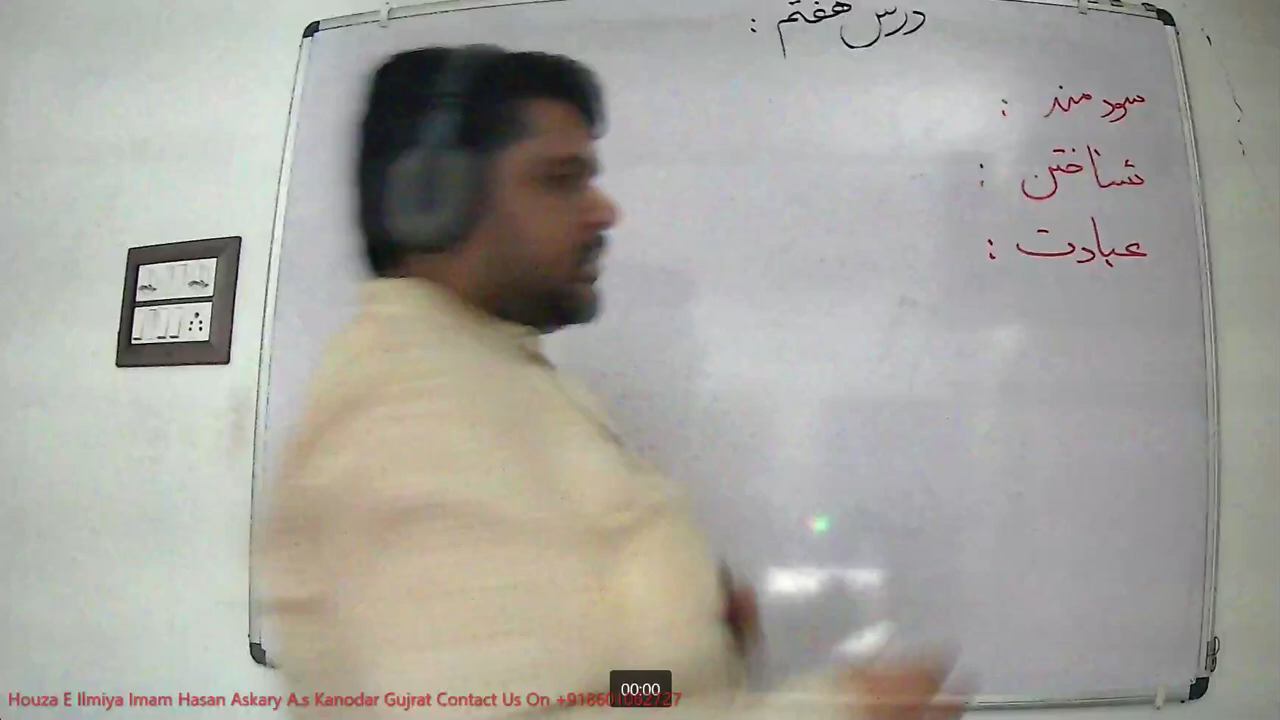 درس هفتم :
سودمند :
شناختن :
عبادت :
00:00
Houza E Ilmiya Imam Hasan Askary A.s Kanodar Gujrat Contact Us On